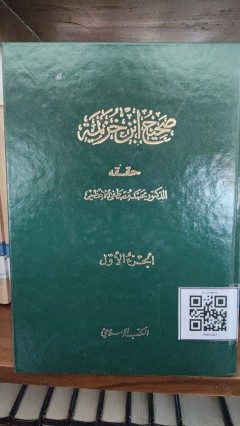 صحيح ابن خزيمة
حققه
الدكتور محمد مصطفى الأعظمي
الجزء الأول
المكتب الإسلامي